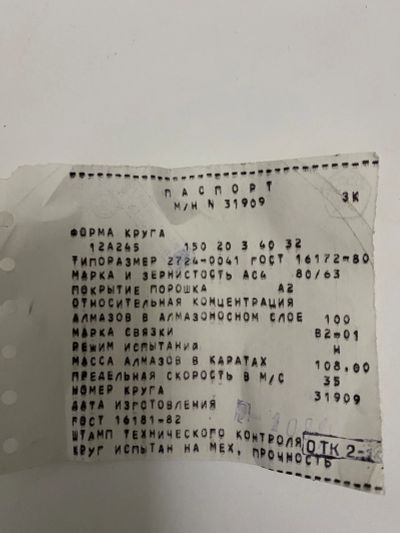 ПАСПОРТ
М/Н N 31909 ЭК
ФОРМА КРУГА
12А245 150 20 3 40 32
ТИПОРАЗМЕР 2724-0041 ГОСТ 16172-80
МАРКА И ЗЕРНИСТОСТЬ АС4 80/63
ПОКРЫТИЕ ПОРОШКА А2
ОТНОСИТЕЛЬНАЯ КОНЦЕНТРАЦИЯ
АЛМАЗОВ В АЛМАЗОНОСНОМ СЛОЕ 100
МАРКА СВЯЗКИ В2-01
РЕЖИМ ИСПЫТАНИЙ Н
МАССА АЛМАЗОВ В КАРАТАХ 108,00
ПРЕДЕЛЬНАЯ СКОРОСТЬ В М/С 35
НОМЕР КРУГА 31909
ДАТА ИЗГОТОВЛЕНИЯ
ГОСТ 16181-82
ШТАМП ТЕХНИЧЕСКОГО КОНТРОЛЯ ОТК
КРУГ ИСПЫТАН НА МЕХ, ПРОЧНОСТЬ